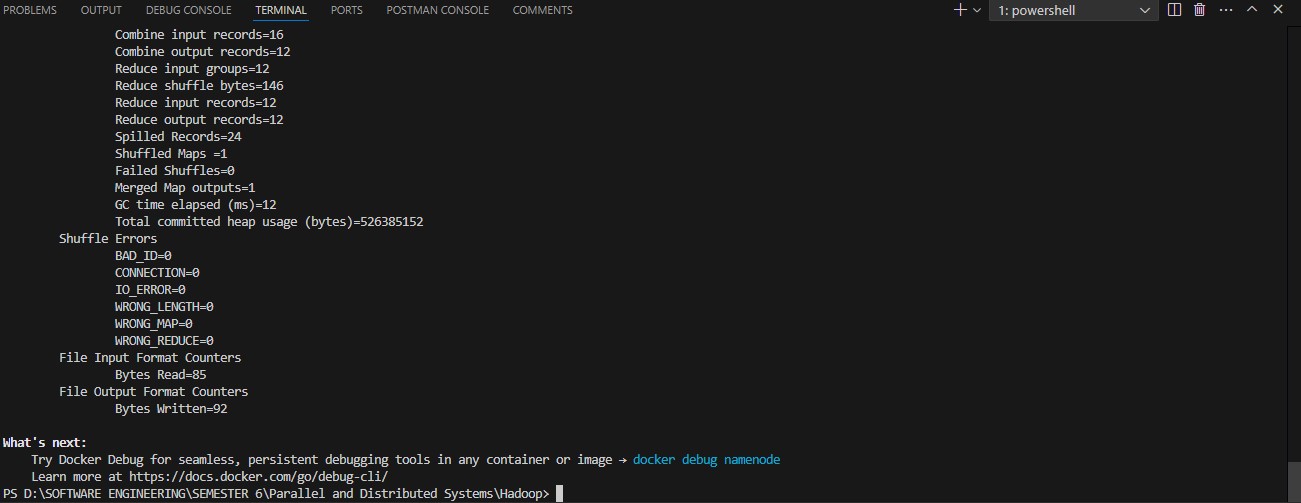 PROBLEMS OUTPUT DEBUG CONSOLE TERMINAL PORTS POSTMAN CONSOLE COMMENTS 1: powershell
Combine input records=16
Combine output records=12
Reduce input groups=12
Reduce shuffle bytes=146
Reduce input records=12
Reduce output records=12
Spilled Records=24
Shuffled Maps =1
Failed Shuffles=0
Merged Map outputs=1
GC time elapsed (ms)=12
Total committed heap usage (bytes)=526385152
Shuffle Errors
BAD_ID=0
CONNECTION=0
IO_ERROR=0
WRONG_LENGTH=0
WRONG_MAP=0
WRONG_REDUCE=0
File Input Format Counters
Bytes Read=85
File Output Format Counters
Bytes Written=92
What's next:
Try Docker Debug for seamless, persistent debugging tools in any container or image → docker debug namenode
Learn more at https://docs.docker.com/go/debug-cli/
PS D:\SOFTWARE ENGINEERING\SEMESTER 6\Parallel and Distributed Systems\Hadoop>